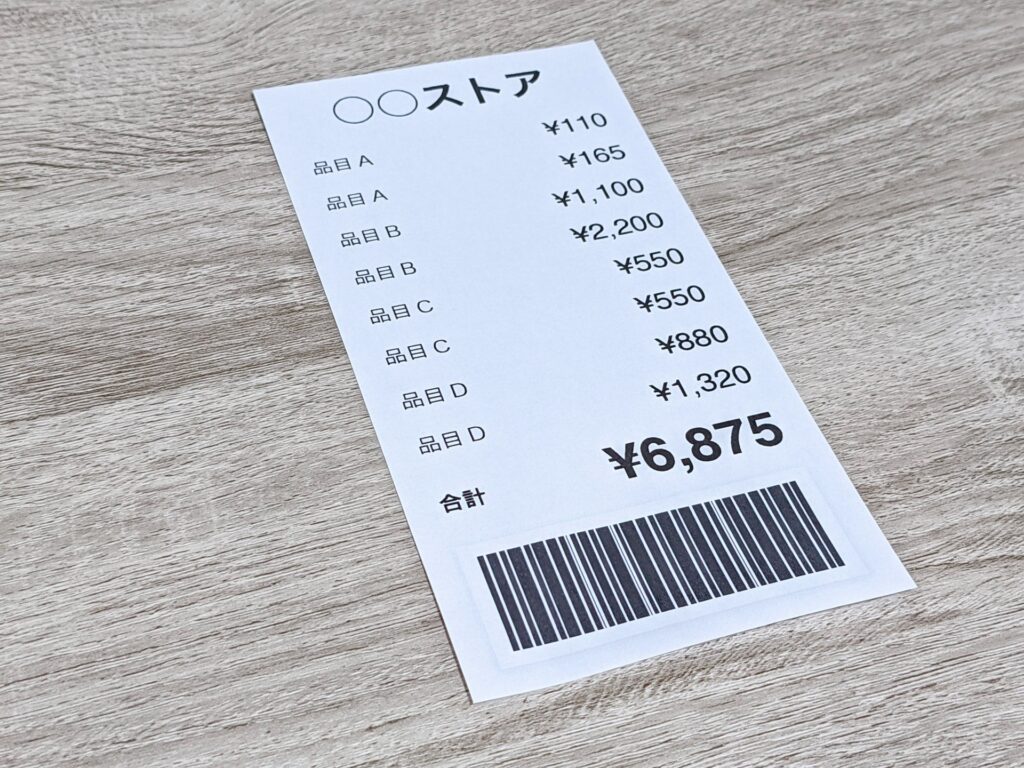 ○○ストア
品目 A ¥110
品目 A ¥165
品目 B ¥1,100
品目 B ¥2,200
品目 C ¥550
品目 C ¥550
品目 D ¥880
品目 D ¥1,320
合計 ¥6,875